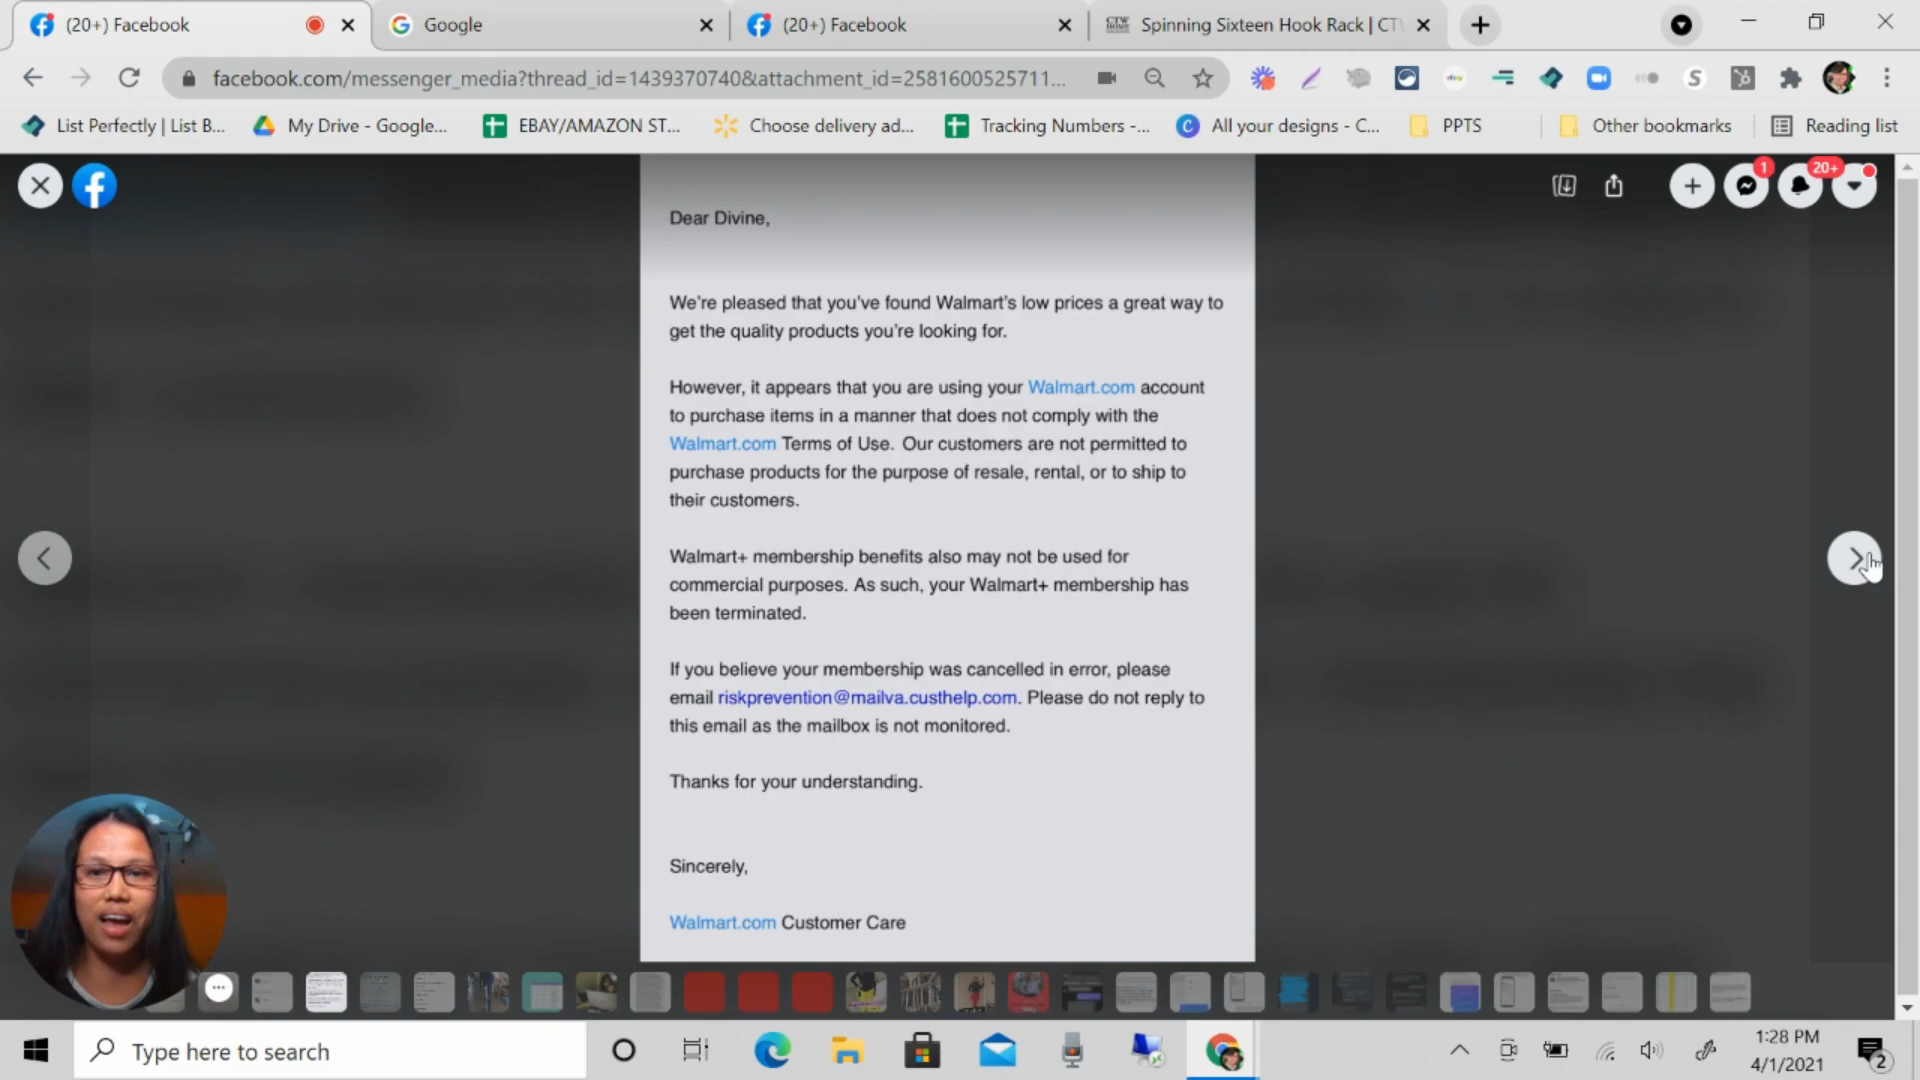 (20+) Facebook
Google
(20+) Facebook
CTW
HOME
Spinning Sixteen Hook Rack | CT
facebook.com/messenger_media?thread_id=1439370740&attachment_id=2581600525711...
ebay
S
List Perfectly | List B...
My Drive - Google...
EBAY/AMAZON ST...
Choose delivery ad...
Tracking Numbers -...
C
All your designs - C...
PPTS
Other bookmarks
Reading list
1
20+
Dear Divine,
We're pleased that you've found Walmart's low prices a great way to
get the quality products you're looking for.
However, it appears that you are using your Walmart.com account
to purchase items in a manner that does not comply with the
Walmart.com Terms of Use. Our customers are not permitted to
purchase products for the purpose of resale, rental, or to ship to
their customers.
Walmart+ membership benefits also may not be used for
commercial purposes. As such, your Walmart+ membership has
been terminated.
If you believe your membership was cancelled in error, please
email riskprevention@mailva.custhelp.com. Please do not reply to
this email as the mailbox is not monitored.
Thanks for your understanding.
Sincerely,
Walmart.com Customer Care
Type here to search
1:28 PM
4/1/2021
2